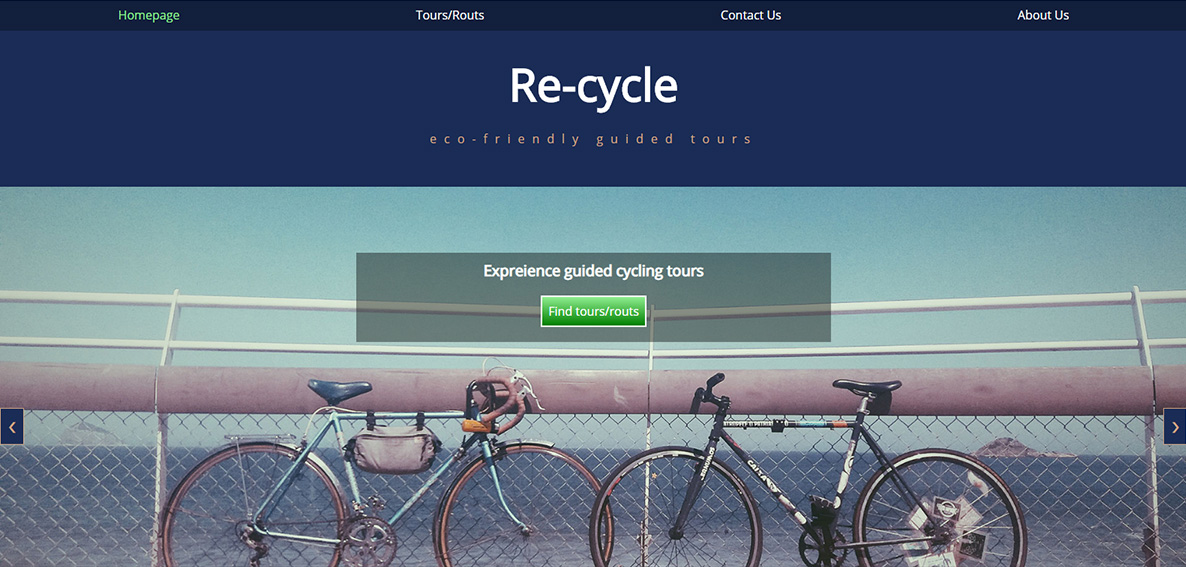 Homepage Tours/Routs Contact Us About Us
Re-cycle
eco-friendly guided tours
Expreience guided cycling tours
Find tours/routs